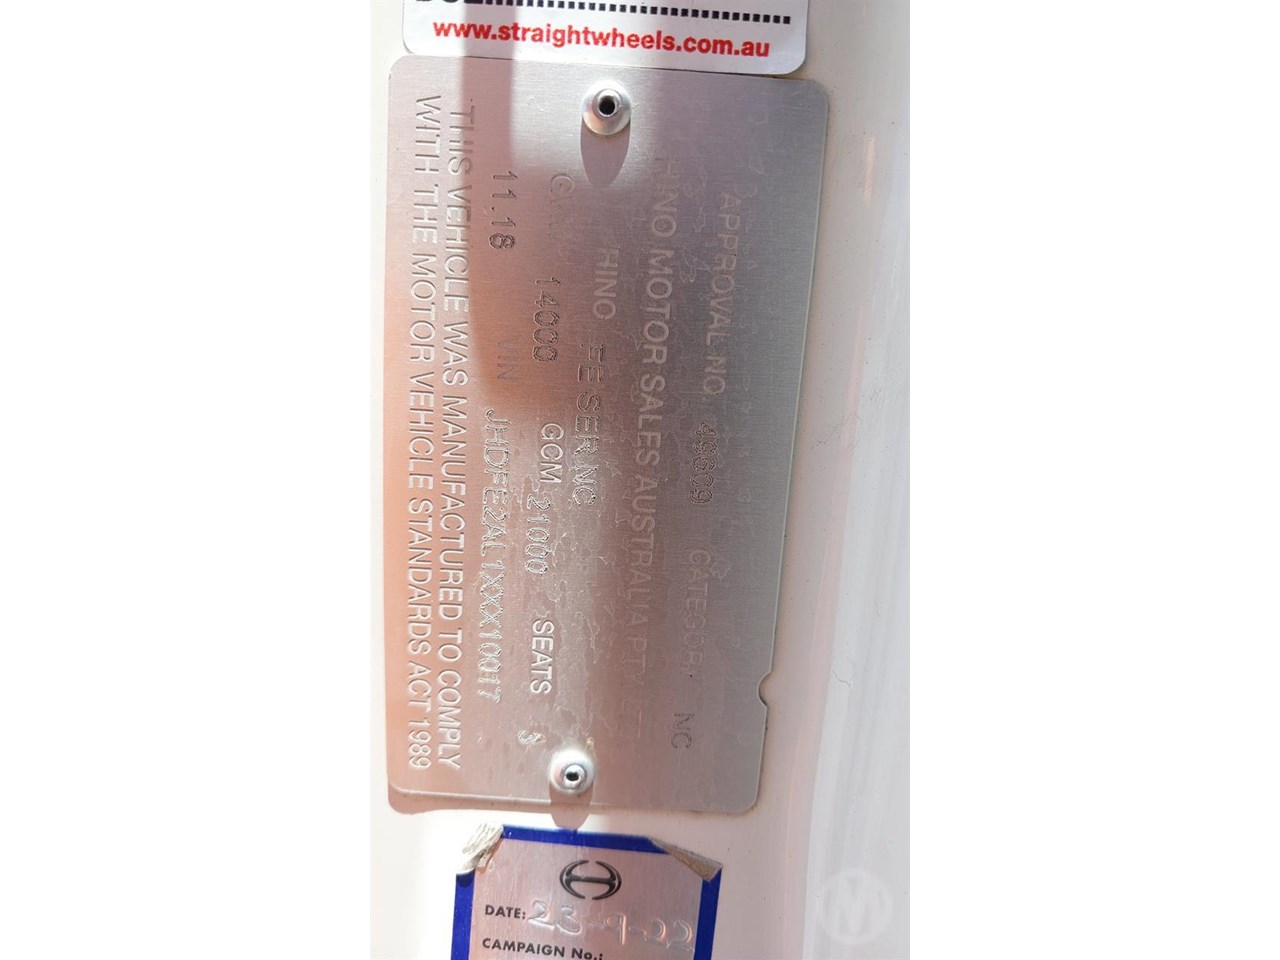 www.straightwheels.com.au
APPROVAL NO. 46609 CATEGORY NC
HINO MOTOR SALES AUSTRALIA PTY
HINO FE SER.NC
14000 GCM 21000 SEATS 3
11.18 VIN JHDFE2AL1XXX10017
THIS VEHICLE WAS MANUFACTURED TO COMPLY
WITH THE MOTOR VEHICLE STANDARDS ACT 1989
DATE: 23-9-22
CAMPAIGN No.: